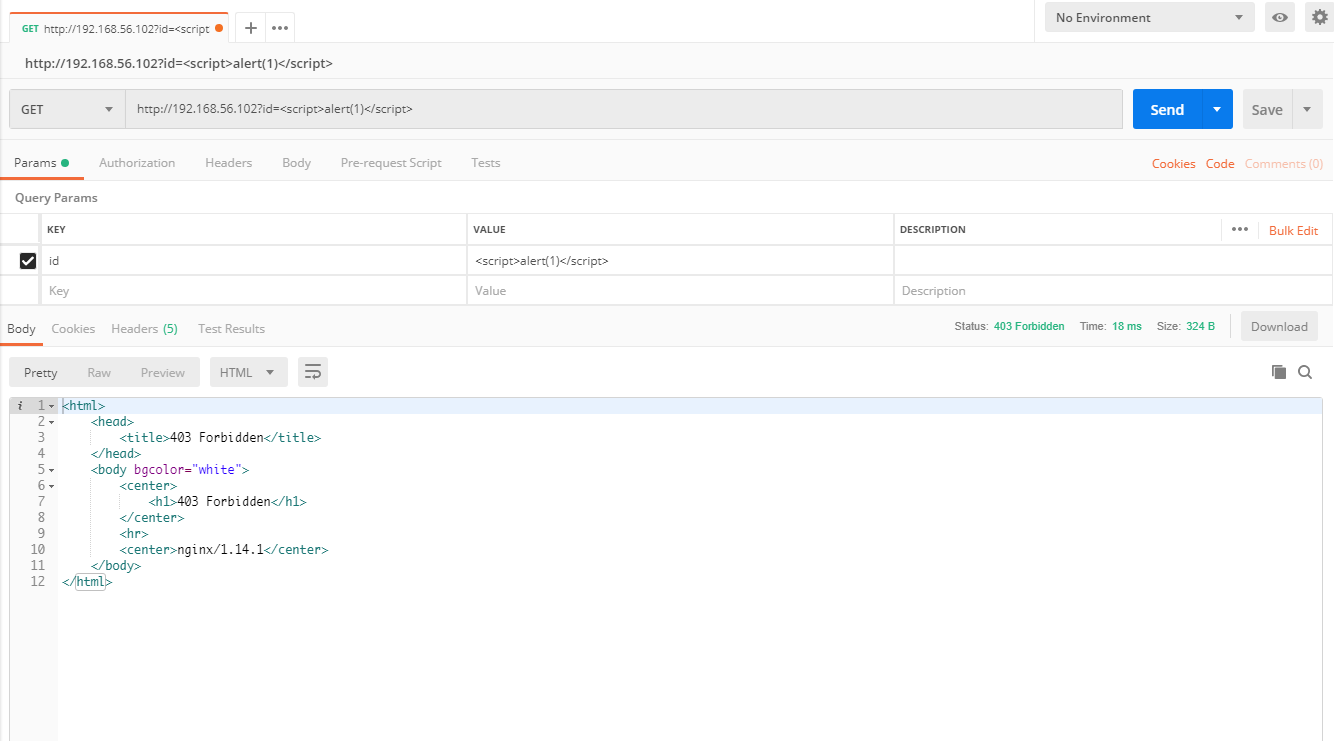 GET http://192.168.56.102?id=<script
No Environment
http://192.168.56.102?id=<script>alert(1)</script>
GET http://192.168.56.102?id=<script>alert(1)</script> Send Save
Params Authorization Headers Body Pre-request Script Tests Cookies Code Comments (0)
Query Params
KEY VALUE DESCRIPTION Bulk Edit
id <script>alert(1)</script>
Key Value Description
Body Cookies Headers (5) Test Results Status: 403 Forbidden Time: 18 ms Size: 324 B Download
Pretty Raw Preview HTML
i 1 <html>
2 <head>
3 <title>403 Forbidden</title>
4 </head>
5 <body bgcolor="white">
6 <center>
7 <h1>403 Forbidden</h1>
8 </center>
9 <hr>
10 <center>nginx/1.14.1</center>
11 </body>
12 </html>